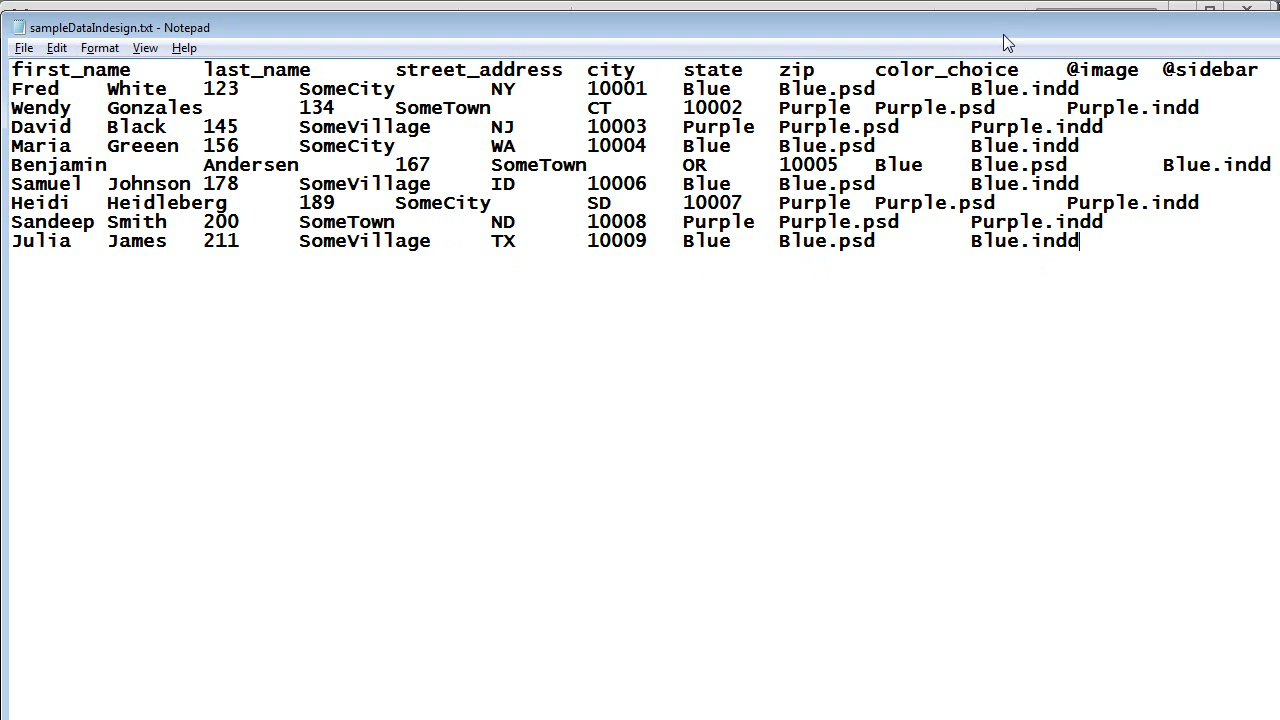 sampleDataIndesign.txt - Notepad
File Edit Format View Help
first_name last_name street_address city state zip color_choice @image @sidebar
Fred White 123 SomeCity NY 10001 Blue Blue.psd Blue.indd
Wendy Gonzales 134 SomeTown CT 10002 Purple Purple.psd Purple.indd
David Black 145 SomeVillage NJ 10003 Purple Purple.psd Purple.indd
Maria Greeen 156 SomeCity WA 10004 Blue Blue.psd Blue.indd
Benjamin Andersen 167 SomeTown OR 10005 Blue Blue.psd Blue.indd
Samuel Johnson 178 SomeVillage ID 10006 Blue Blue.psd Blue.indd
Heidi Heidleberg 189 SomeCity SD 10007 Purple Purple.psd Purple.indd
Sandeep Smith 200 SomeTown ND 10008 Purple Purple.psd Purple.indd
Julia James 211 SomeVillage TX 10009 Blue Blue.psd Blue.indd